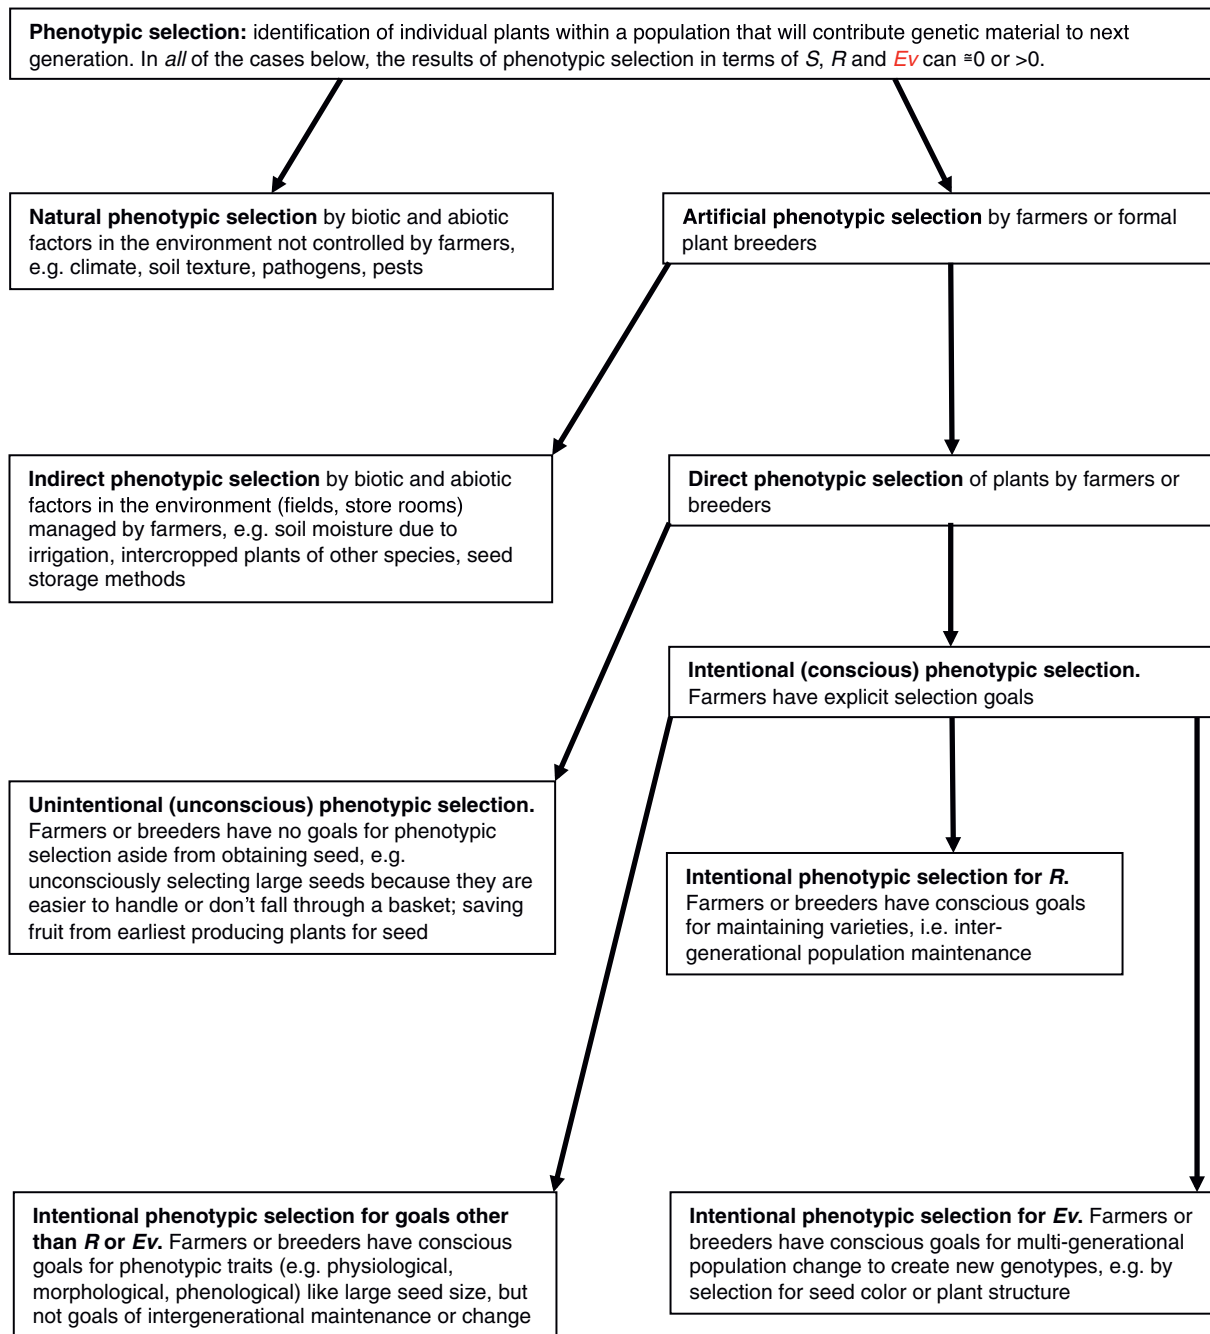 Phenotypic selection: identification of individual plants within a population that will contribute genetic material to next
generation. In all of the cases below, the results of phenotypic selection in terms of S, R and Ev can ≅0 or >0.
Natural phenotypic selection by biotic and abiotic
factors in the environment not controlled by farmers,
e.g. climate, soil texture, pathogens, pests
Artificial phenotypic selection by farmers or formal
plant breeders
Indirect phenotypic selection by biotic and abiotic
factors in the environment (fields, store rooms)
managed by farmers, e.g. soil moisture due to
irrigation, intercropped plants of other species, seed
storage methods
Direct phenotypic selection of plants by farmers or
breeders
Intentional (conscious) phenotypic selection.
Farmers have explicit selection goals
Unintentional (unconscious) phenotypic selection.
Farmers or breeders have no goals for phenotypic
selection aside from obtaining seed, e.g.
unconsciously selecting large seeds because they are
easier to handle or don’t fall through a basket; saving
fruit from earliest producing plants for seed
Intentional phenotypic selection for R.
Farmers or breeders have conscious goals
for maintaining varieties, i.e. inter-
generational population maintenance
Intentional phenotypic selection for goals other
than R or Ev. Farmers or breeders have conscious
goals for phenotypic traits (e.g. physiological,
morphological, phenological) like large seed size, but
not goals of intergenerational maintenance or change
Intentional phenotypic selection for Ev. Farmers or
breeders have conscious goals for multi-generational
population change to create new genotypes, e.g. by
selection for seed color or plant structure